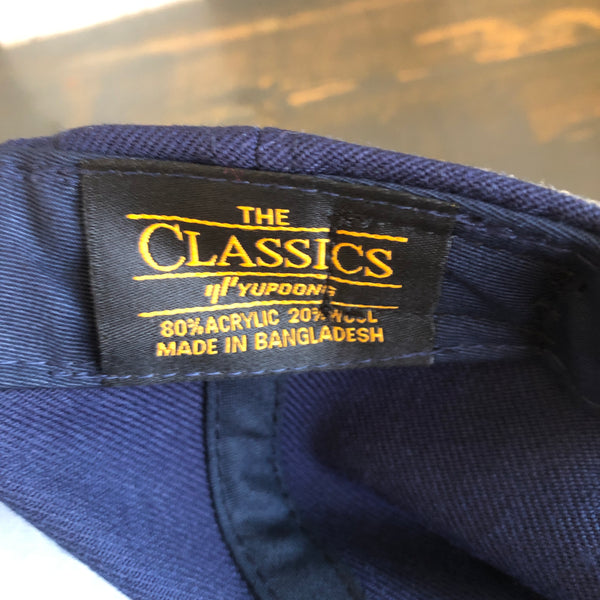 THE
CLASSICS
YUPOONG
80% ACRYLIC 20% WOOL
MADE IN BANGLADESH